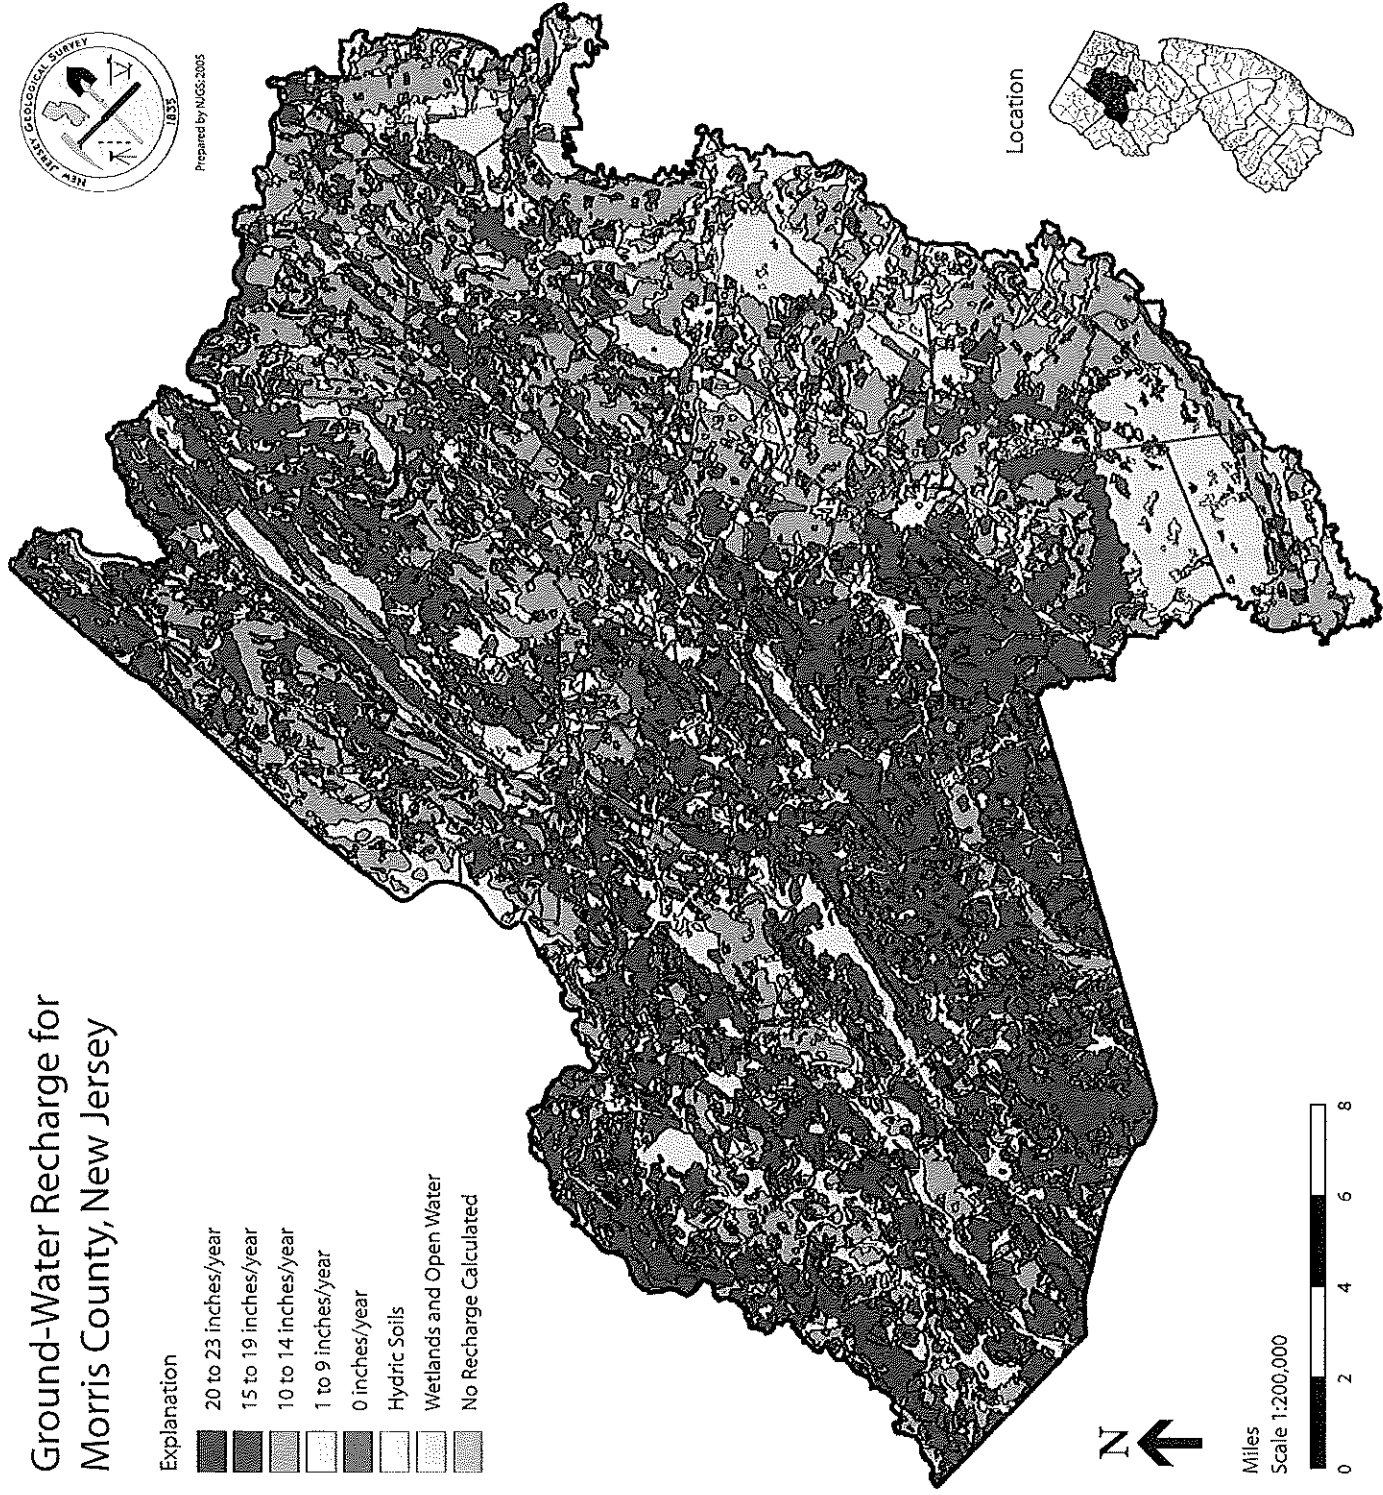 Ground-Water Recharge for
Morris County, New Jersey
Explanation
20 to 23 inches/year
15 to 19 inches/year
10 to 14 inches/year
1 to 9 inches/year
0 inches/year
Hydric Soils
Wetlands and Open Water
No Recharge Calculated
NEW JERSEY GEOLOGICAL SURVEY
1835
Prepared by NJGS:2005
Location
N
Miles
Scale 1:200,000
0 2 4 6 8